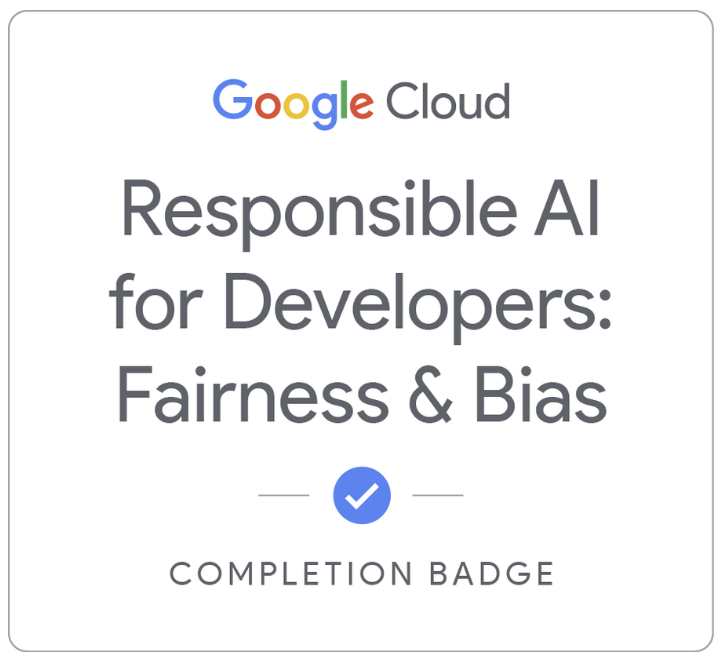 Google Cloud
Responsible AI
for Developers:
Fairness & Bias
COMPLETION BADGE